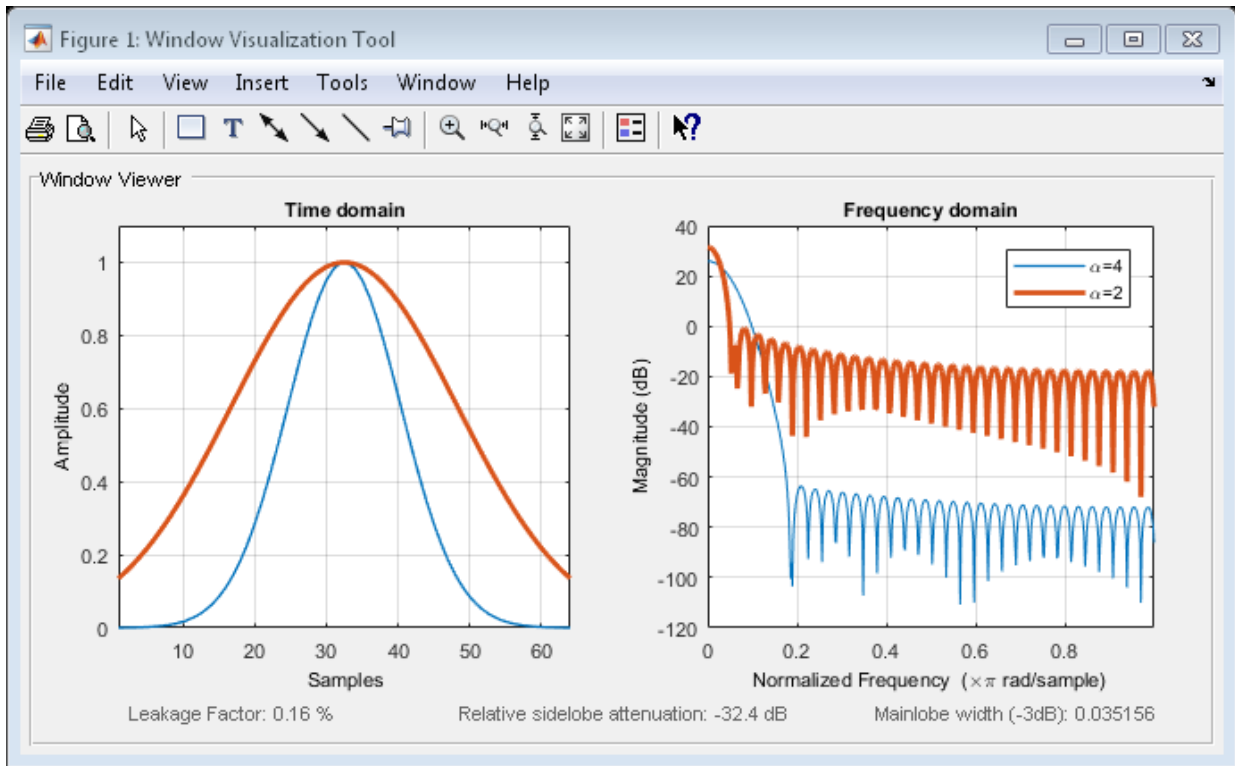 Figure 1: Window Visualization Tool
File Edit View Insert Tools Window Help
T
?
Window Viewer
Time domain
1
0.8
0.6
0.4
0.2
0
Amplitude
10 20 30 40 50 60
Samples
Frequency domain
40
20
0
-20
-40
-60
-80
-100
-120
Magnitude (dB)
α=4
α=2
0 0.2 0.4 0.6 0.8
Normalized Frequency (×π rad/sample)
Leakage Factor: 0.16 % Relative sidelobe attenuation: -32.4 dB Mainlobe width (-3dB): 0.035156